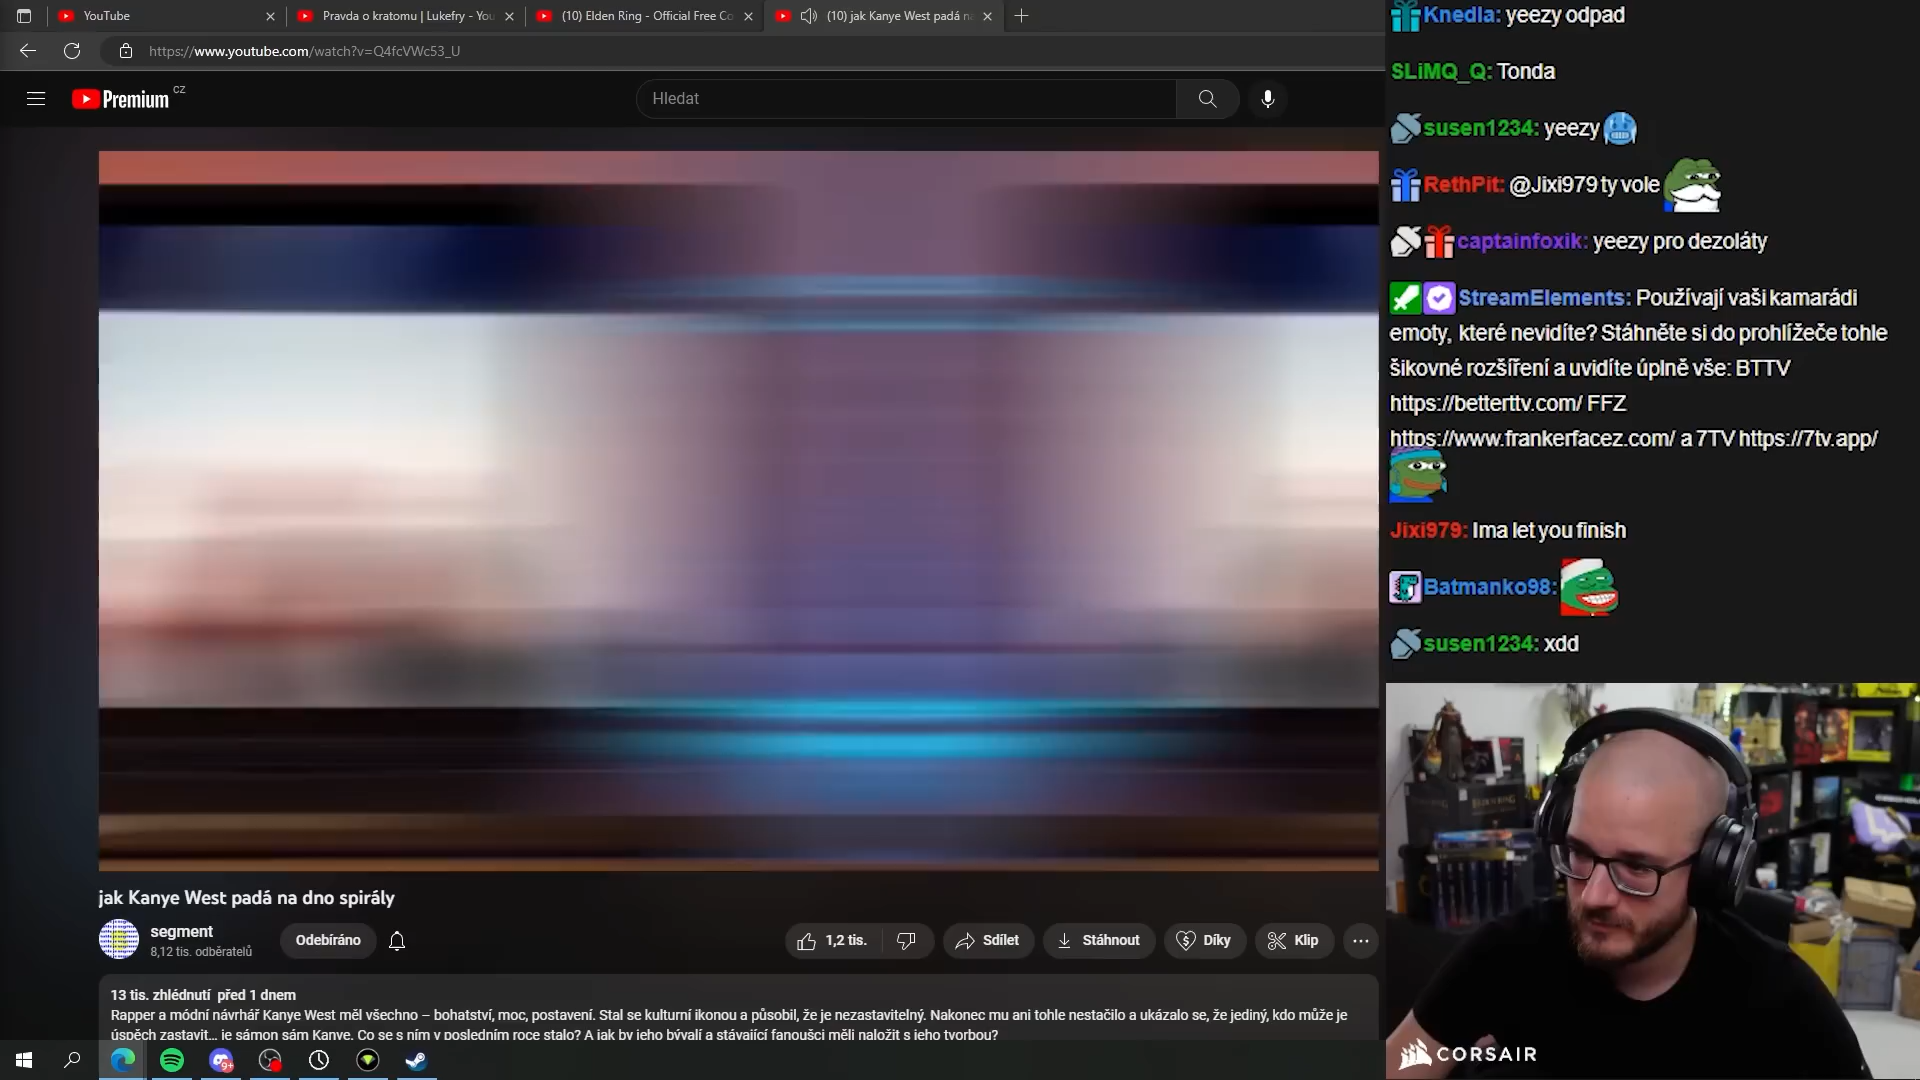 YouTube
Pravda o kratomu | Lukefry - You
(10) Elden Ring - Official Free Co
(10) jak Kanye West padá n
https://www.youtube.com/watch?v=Q4fcVWc53_U
Premium CZ
Hledat
jak Kanye West padá na dno spirály
segment
8,12 tis. odběratelů
Odebíráno
1,2 tis.
Sdílet
Stáhnout
Díky
Klip
13 tis. zhlédnutí před 1 dnem
Rapper a módní návrhář Kanye West měl všechno – bohatství, moc, postavení. Stal se kulturní ikonou a působil, že je nezastavitelný. Nakonec mu ani tohle nestačilo a ukázalo se, že jediný, kdo může je
úspěch zastavit... je sámon sám Kanye. Co se s ním v posledním roce stalo? A jak by jeho bývalí a stávající fanoušci měli naložit s jeho tvorbou?
9+
Knedla: yeezy odpad
SLiMQ_Q: Tonda
susen1234: yeezy
RethPit: @Jixi979 ty vole
captainfoxik: yeezy pro dezoláty
StreamElements: Používají vaši kamarádi
emoty, které nevidíte? Stáhněte si do prohlížeče tohle
šikovné rozšíření a uvidíte úplně vše: BTTV
https://betterttv.com/ FFZ
https://www.frankerfacez.com/ a 7TV https://7tv.app/
Jixi979: Ima let you finish
Batmanko98:
susen1234: xdd
CORSAIR